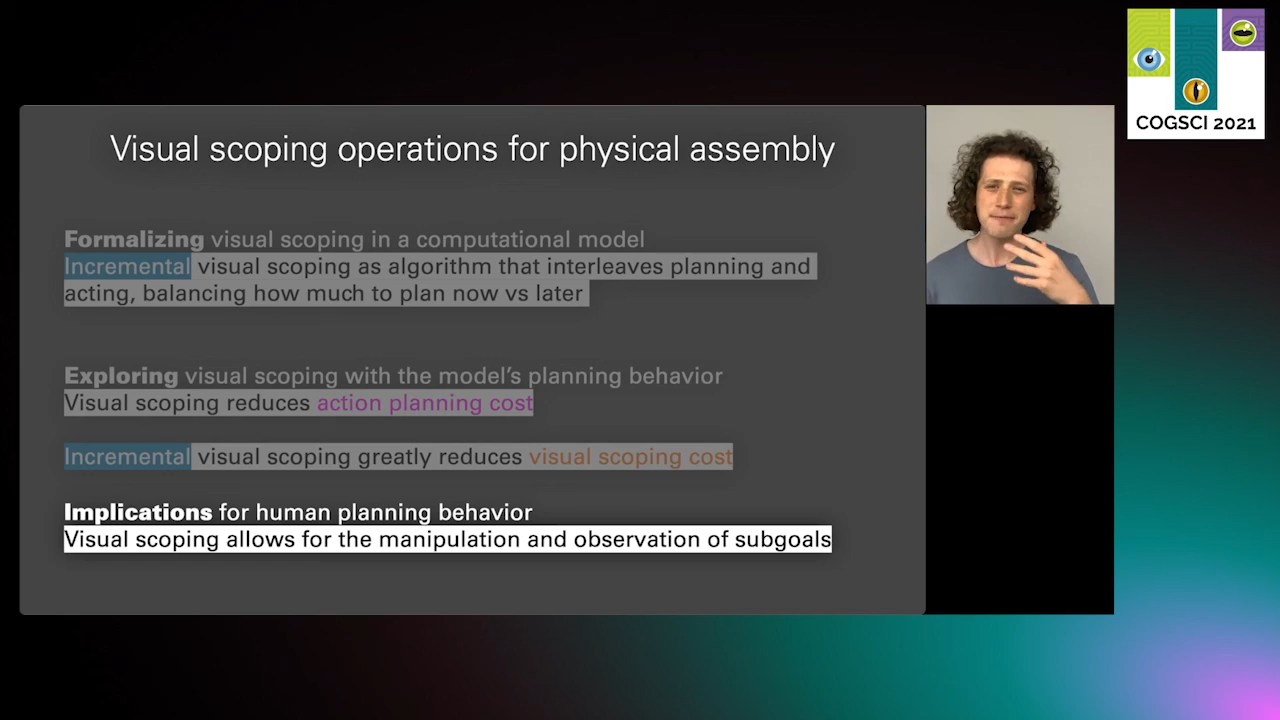 COGSCI 2021
Visual scoping operations for physical assembly
Formalizing visual scoping in a computational model
Incremental visual scoping as algorithm that interleaves planning and
acting, balancing how much to plan now vs later
Exploring visual scoping with the model's planning behavior
Visual scoping reduces action planning cost
Incremental visual scoping greatly reduces visual scoping cost
Implications for human planning behavior
Visual scoping allows for the manipulation and observation of subgoals